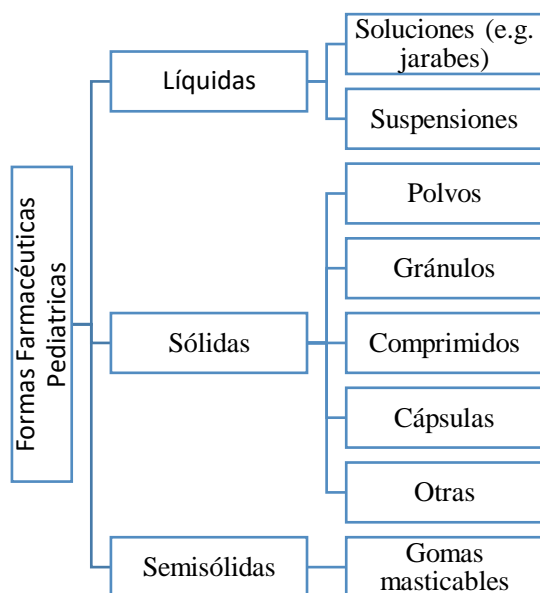 Formas Farmacéuticas
Pediatricas
Líquidas
Soluciones (e.g.
jarabes)
Suspensiones
Sólidas
Polvos
Gránulos
Comprimidos
Cápsulas
Otras
Semisólidas
Gomas
masticables